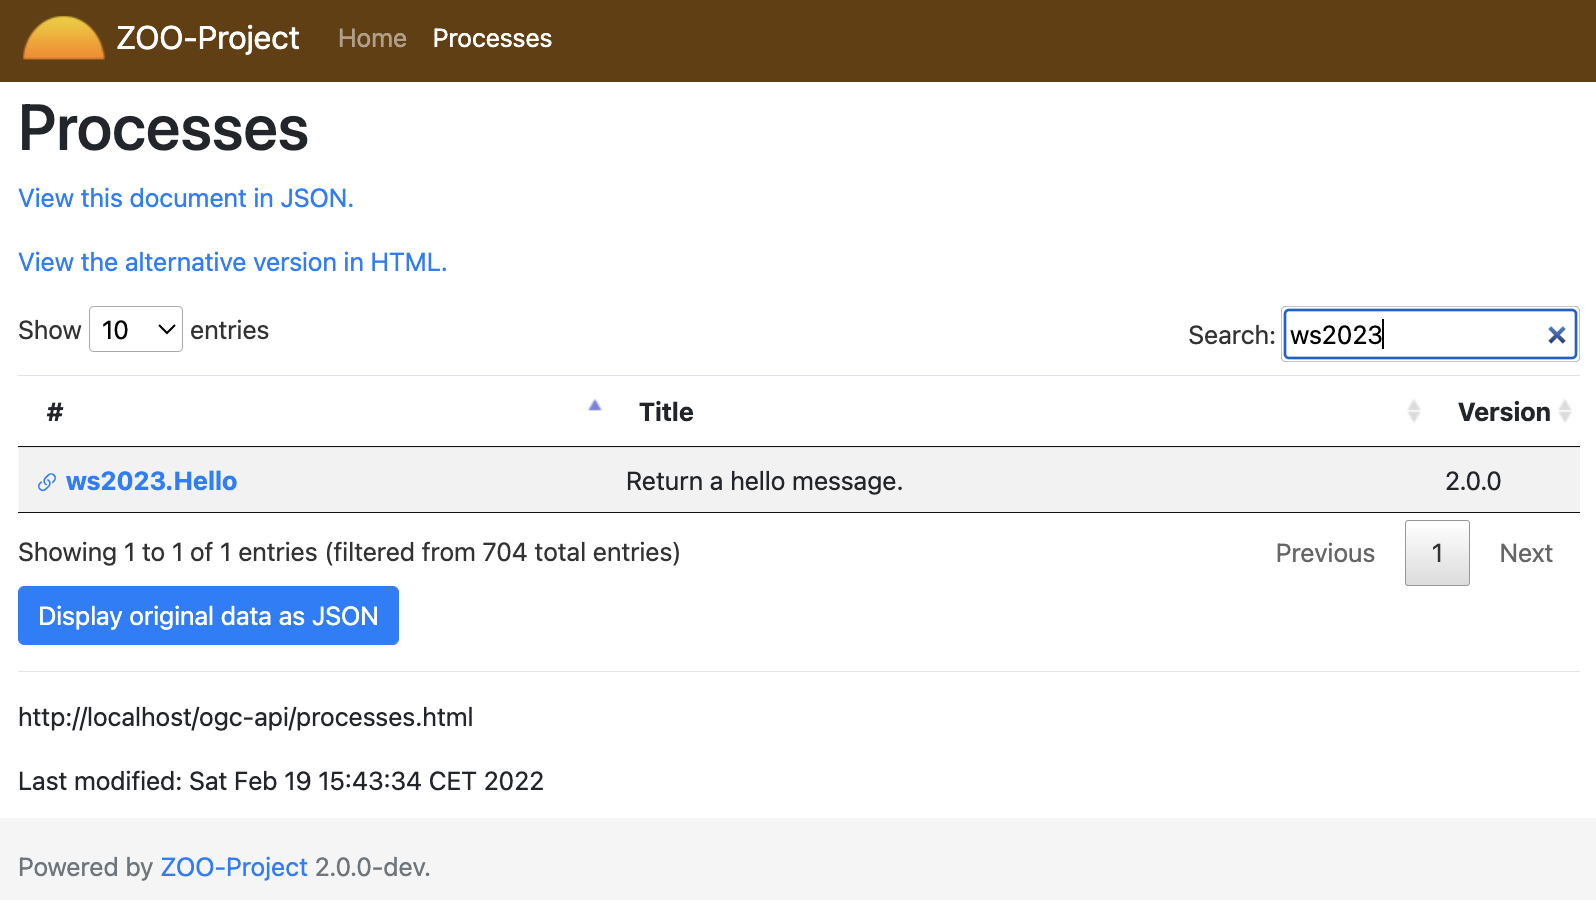 ZOO-Project Home Processes
Processes
View this document in JSON.
View the alternative version in HTML.
Show 10 entries Search: ws2023
# Title Version
ws2023.Hello Return a hello message. 2.0.0
Showing 1 to 1 of 1 entries (filtered from 704 total entries) Previous 1 Next
Display original data as JSON
http://localhost/ogc-api/processes.html
Last modified: Sat Feb 19 15:43:34 CET 2022
Powered by ZOO-Project 2.0.0-dev.